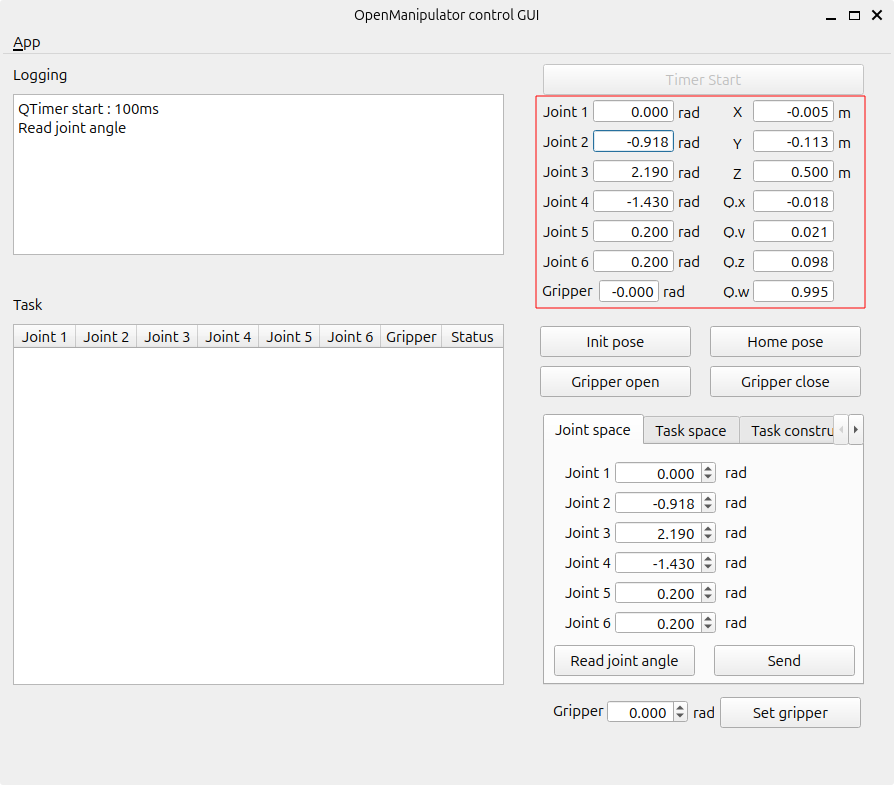 OpenManipulator control GUI
App
Logging
QTimer start : 100ms
Read joint angle
Task
Joint 1 Joint 2 Joint 3 Joint 4 Joint 5 Joint 6 Gripper Status
Timer Start
Joint 1 0.000 rad X -0.005 m
Joint 2 -0.918 rad Y -0.113 m
Joint 3 2.190 rad Z 0.500 m
Joint 4 -1.430 rad Q.x -0.018
Joint 5 0.200 rad Q.y 0.021
Joint 6 0.200 rad Q.z 0.098
Gripper -0.000 rad Q.w 0.995
Init pose Home pose
Gripper open Gripper close
Joint space Task space Task constru
Joint 1 0.000 rad
Joint 2 -0.918 rad
Joint 3 2.190 rad
Joint 4 -1.430 rad
Joint 5 0.200 rad
Joint 6 0.200 rad
Read joint angle Send
Gripper 0.000 rad Set gripper